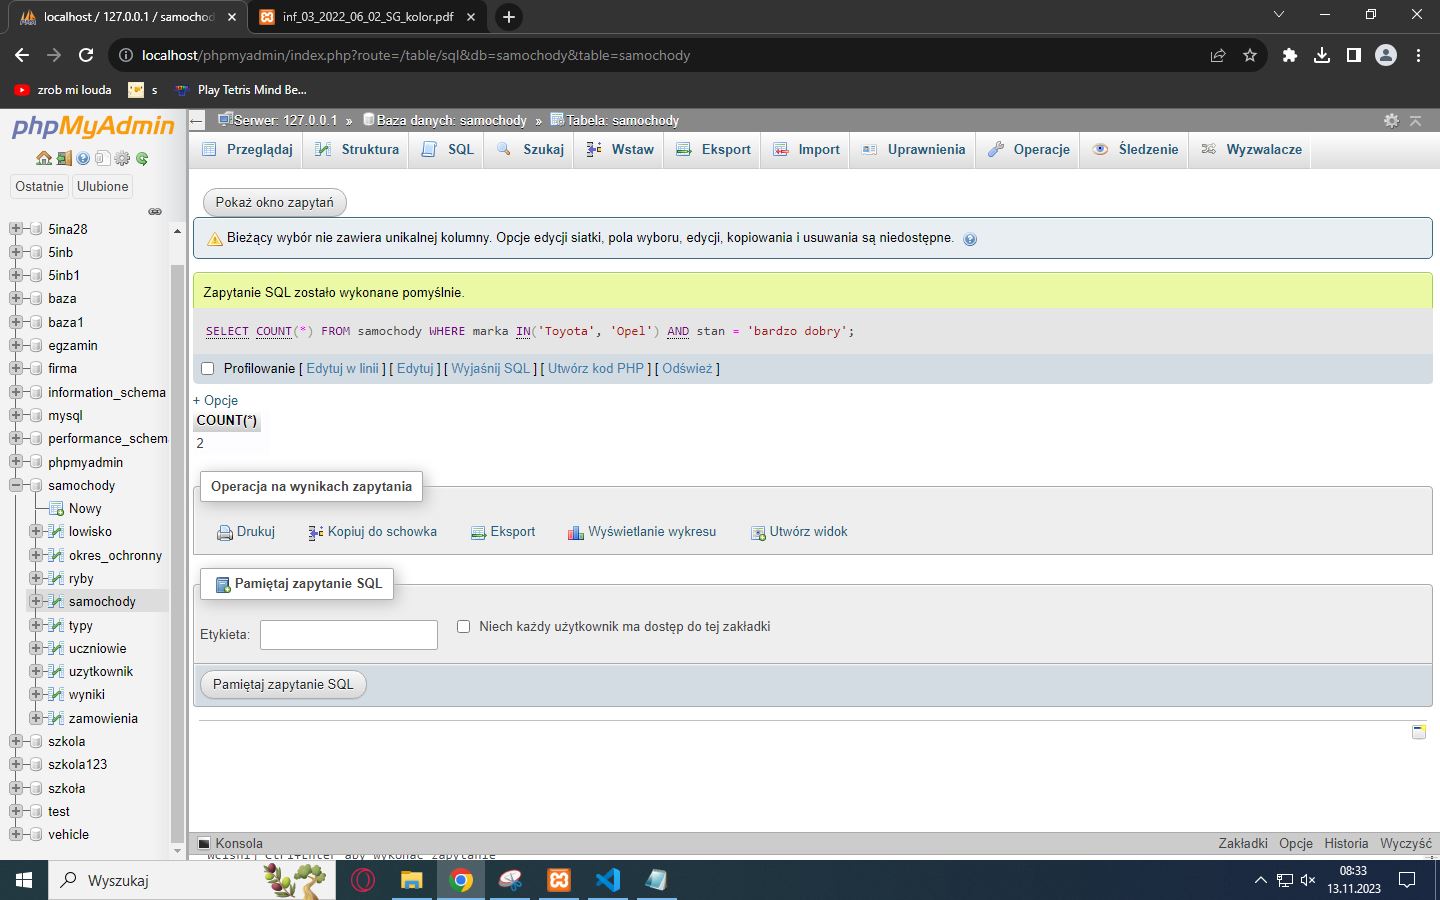 localhost / 127.0.0.1 / samochod
inf_03_2022_06_02_SG_kolor.pdf
localhost/phpmyadmin/index.php?route=/table/sql&db=samochody&table=samochody
zrob mi louda
s
Play Tetris Mind Be...
phpMyAdmin
Ostatnie
Ulubione
5ina28
5inb
5inb1
baza
baza1
egzamin
firma
information_schema
mysql
performance_schem
phpmyadmin
samochody
Nowy
lowisko
okres_ochronny
ryby
samochody
typy
uczniowie
uzytkownik
wyniki
zamowienia
szkola
szkola123
szkoła
test
vehicle
Serwer: 127.0.0.1 » Baza danych: samochody » Tabela: samochody
Przeglądaj
Struktura
SQL
Szukaj
Wstaw
Eksport
Import
Uprawnienia
Operacje
Śledzenie
Wyzwalacze
Pokaż okno zapytań
Bieżący wybór nie zawiera unikalnej kolumny. Opcje edycji siatki, pola wyboru, edycji, kopiowania i usuwania są niedostępne.
Zapytanie SQL zostało wykonane pomyślnie.
SELECT COUNT(*) FROM samochody WHERE marka IN('Toyota', 'Opel') AND stan = 'bardzo dobry';
Profilowanie [ Edytuj w linii ] [ Edytuj ] [ Wyjaśnij SQL ] [ Utwórz kod PHP ] [ Odśwież ]
+ Opcje
COUNT(*)
2
Operacja na wynikach zapytania
Drukuj
Kopiuj do schowka
Eksport
Wyświetlanie wykresu
Utwórz widok
Pamiętaj zapytanie SQL
Etykieta:
Niech każdy użytkownik ma dostęp do tej zakładki
Pamiętaj zapytanie SQL
Konsola
Zakładki
Opcje
Historia
Wyczyść
Wciśnij Ctrl+Enter aby wykonać zapytanie
Wyszukaj
08:33
13.11.2023